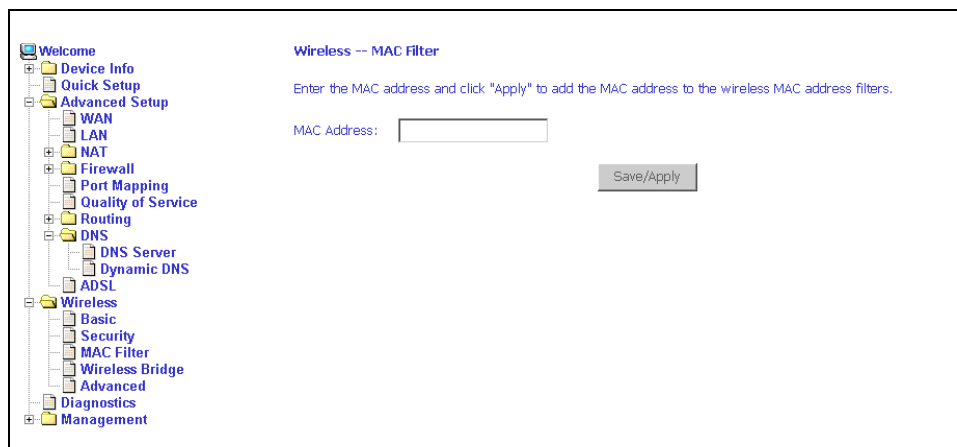 Welcome
Device Info
Quick Setup
Advanced Setup
WAN
LAN
NAT
Firewall
Port Mapping
Quality of Service
Routing
DNS
DNS Server
Dynamic DNS
ADSL
Wireless
Basic
Security
MAC Filter
Wireless Bridge
Advanced
Diagnostics
Management
Wireless -- MAC Filter
Enter the MAC address and click "Apply" to add the MAC address to the wireless MAC address filters.
MAC Address:
Save/Apply